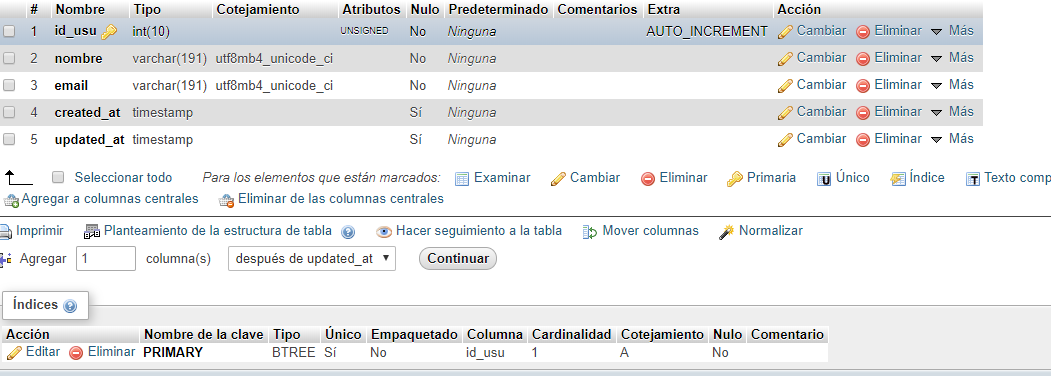 # Nombre Tipo Cotejamiento Atributos Nulo Predeterminado Comentarios Extra Acción
1 id_usu int(10) UNSIGNED No Ninguna AUTO_INCREMENT Cambiar Eliminar Más
2 nombre varchar(191) utf8mb4_unicode_ci No Ninguna Cambiar Eliminar Más
3 email varchar(191) utf8mb4_unicode_ci No Ninguna Cambiar Eliminar Más
4 created_at timestamp Sí Ninguna Cambiar Eliminar Más
5 updated_at timestamp Sí Ninguna Cambiar Eliminar Más
Seleccionar todo Para los elementos que están marcados: Examinar Cambiar Eliminar Primaria Único Índice Texto comp
Agregar a columnas centrales Eliminar de las columnas centrales
Imprimir Planteamiento de la estructura de tabla Hacer seguimiento a la tabla Mover columnas Normalizar
Agregar 1 columna(s) después de updated_at Continuar
Índices
Acción Nombre de la clave Tipo Único Empaquetado Columna Cardinalidad Cotejamiento Nulo Comentario
Editar Eliminar PRIMARY BTREE Sí No id_usu 1 A No